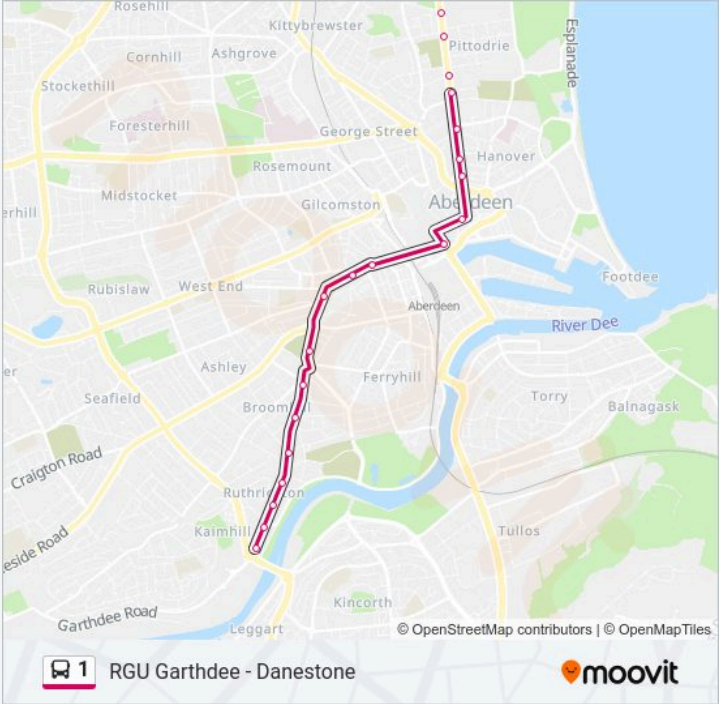 Rosehill
Kittybrewster
Pittodrie
Esplanade
Cornhill
Ashgrove
Stockethill
Foresterhill
George Street
Hanover
Rosemount
Midstocket
Gilcomston
Aberdeen
erhill
Footdee
Rubislaw
West End
Aberdeen
River Dee
er
Ashley
Ferryhill
Torry
Seafield
Balnagask
Craigton Road
Tullos
Kaimhill
eside Road
Kincorth
Garthdee Road
Leggart
© OpenStreetMap contributors | © OpenMapTiles
1 RGU Garthdee - Danestone
moovit